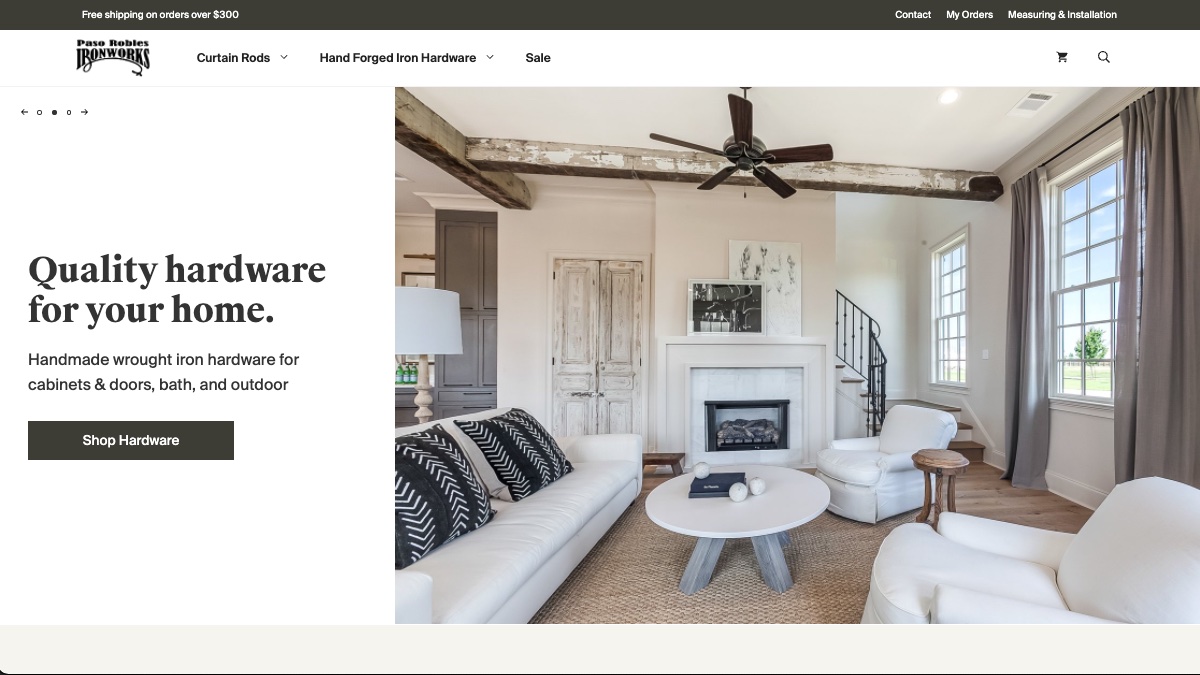 Free shipping on orders over $300
Contact My Orders Measuring & Installation
Paso Robles
IRONWORKS
Curtain Rods Hand Forged Iron Hardware Sale
Quality hardware
for your home.
Handmade wrought iron hardware for
cabinets & doors, bath, and outdoor
Shop Hardware